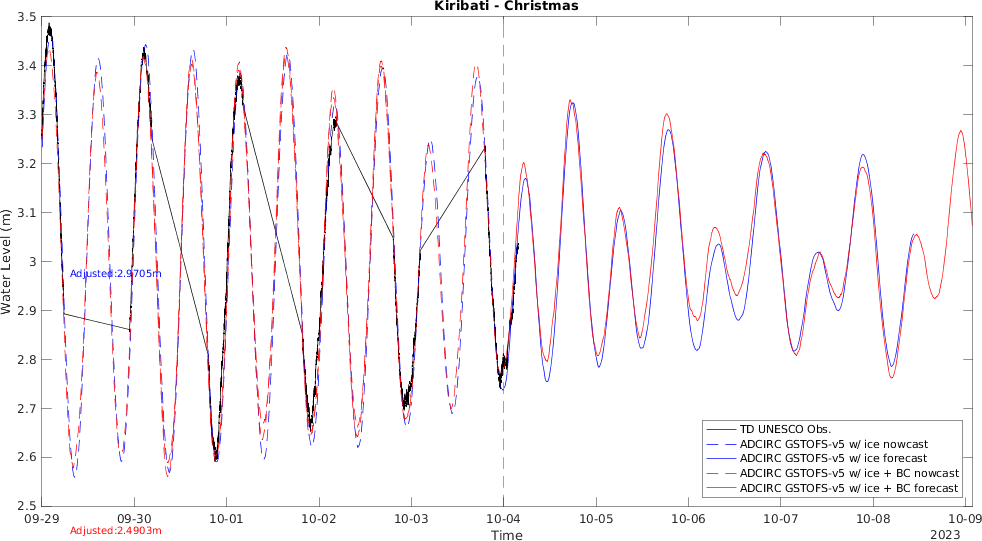 Kiribati - Christmas
3.5
3.4
3.3
3.2
3.1
3
2.9
2.8
2.7
2.6
2.5
Water Level (m)
Adjusted:2.9705m
Adjusted:2.4903m
TD UNESCO Obs.
ADCIRC GSTOFS-v5 w/ ice nowcast
ADCIRC GSTOFS-v5 w/ ice forecast
ADCIRC GSTOFS-v5 w/ ice + BC nowcast
ADCIRC GSTOFS-v5 w/ ice + BC forecast
09-29 09-30 10-01 10-02 10-03 10-04 10-05 10-06 10-07 10-08 10-09
Time
2023